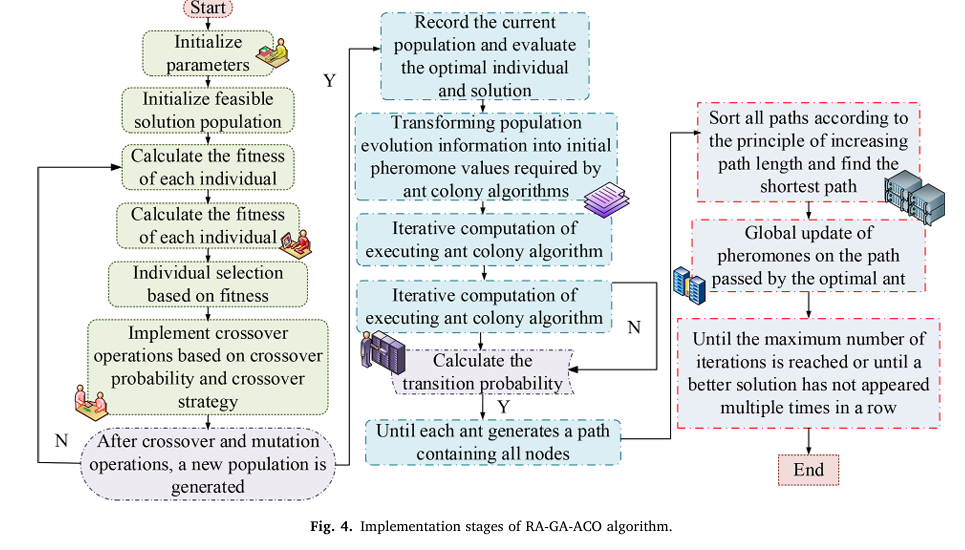 Start
Initialize
parameters
Initialize feasible
solution population
Calculate the fitness
of each individual
Calculate the fitness
of each individual
Individual selection
based on fitness
Implement crossover
operations based on crossover
probability and crossover
strategy
N
After crossover and mutation
operations, a new population is
generated
Y
Record the current
population and evaluate
the optimal individual
and solution
Transforming population
evolution information into initial
pheromone values required by
ant colony algorithms
Iterative computation of
executing ant colony algorithm
Iterative computation of
executing ant colony algorithm
N
Calculate the
transition probability
Y
Until each ant generates a path
containing all nodes
Sort all paths according to
the principle of increasing
path length and find the
shortest path
Global update of
pheromones on the path
passed by the optimal ant
Until the maximum number of
iterations is reached or until a
better solution has not appeared
multiple times in a row
End
Fig. 4. Implementation stages of RA-GA-ACO algorithm.